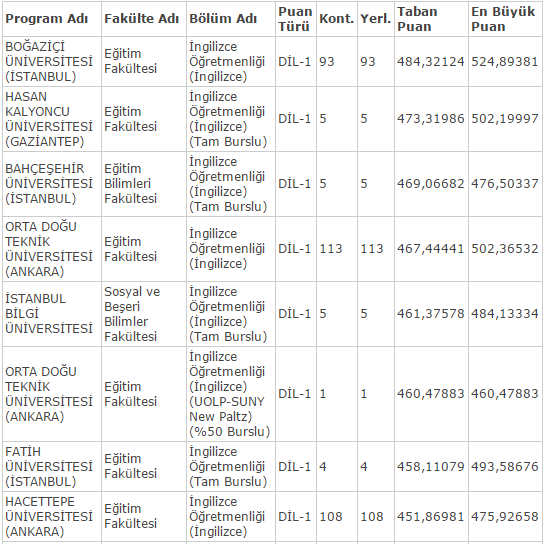 Program Adı Fakülte Adı Bölüm Adı Puan Türü Kont. Yerl. Taban Puan En Büyük Puan
BOĞAZİÇİ ÜNİVERSİTESİ (İSTANBUL) Eğitim Fakültesi İngilizce Öğretmenliği (İngilizce) DİL-1 93 93 484,32124 524,89381
HASAN KALYONCU ÜNİVERSİTESİ (GAZİANTEP) Eğitim Fakültesi İngilizce Öğretmenliği (İngilizce) (Tam Burslu) DİL-1 5 5 473,31986 502,19997
BAHÇEŞEHİR ÜNİVERSİTESİ (İSTANBUL) Eğitim Bilimleri Fakültesi İngilizce Öğretmenliği (İngilizce) (Tam Burslu) DİL-1 5 5 469,06682 476,50337
ORTA DOĞU TEKNİK ÜNİVERSİTESİ (ANKARA) Eğitim Fakültesi İngilizce Öğretmenliği (İngilizce) DİL-1 113 113 467,44441 502,36532
İSTANBUL BİLGİ ÜNİVERSİTESİ Sosyal ve Beşeri Bilimler Fakültesi İngilizce Öğretmenliği (İngilizce) (Tam Burslu) DİL-1 5 5 461,37578 484,13334
ORTA DOĞU TEKNİK ÜNİVERSİTESİ (ANKARA) Eğitim Fakültesi İngilizce Öğretmenliği (İngilizce) (UOLP-SUNY New Paltz) (%50 Burslu) DİL-1 1 1 460,47883 460,47883
FATİH ÜNİVERSİTESİ (İSTANBUL) Eğitim Fakültesi İngilizce Öğretmenliği (İngilizce) (Tam Burslu) DİL-1 4 4 458,11079 493,58676
HACETTEPE ÜNİVERSİTESİ (ANKARA) Eğitim Fakültesi İngilizce Öğretmenliği (İngilizce) DİL-1 108 108 451,86981 475,92658